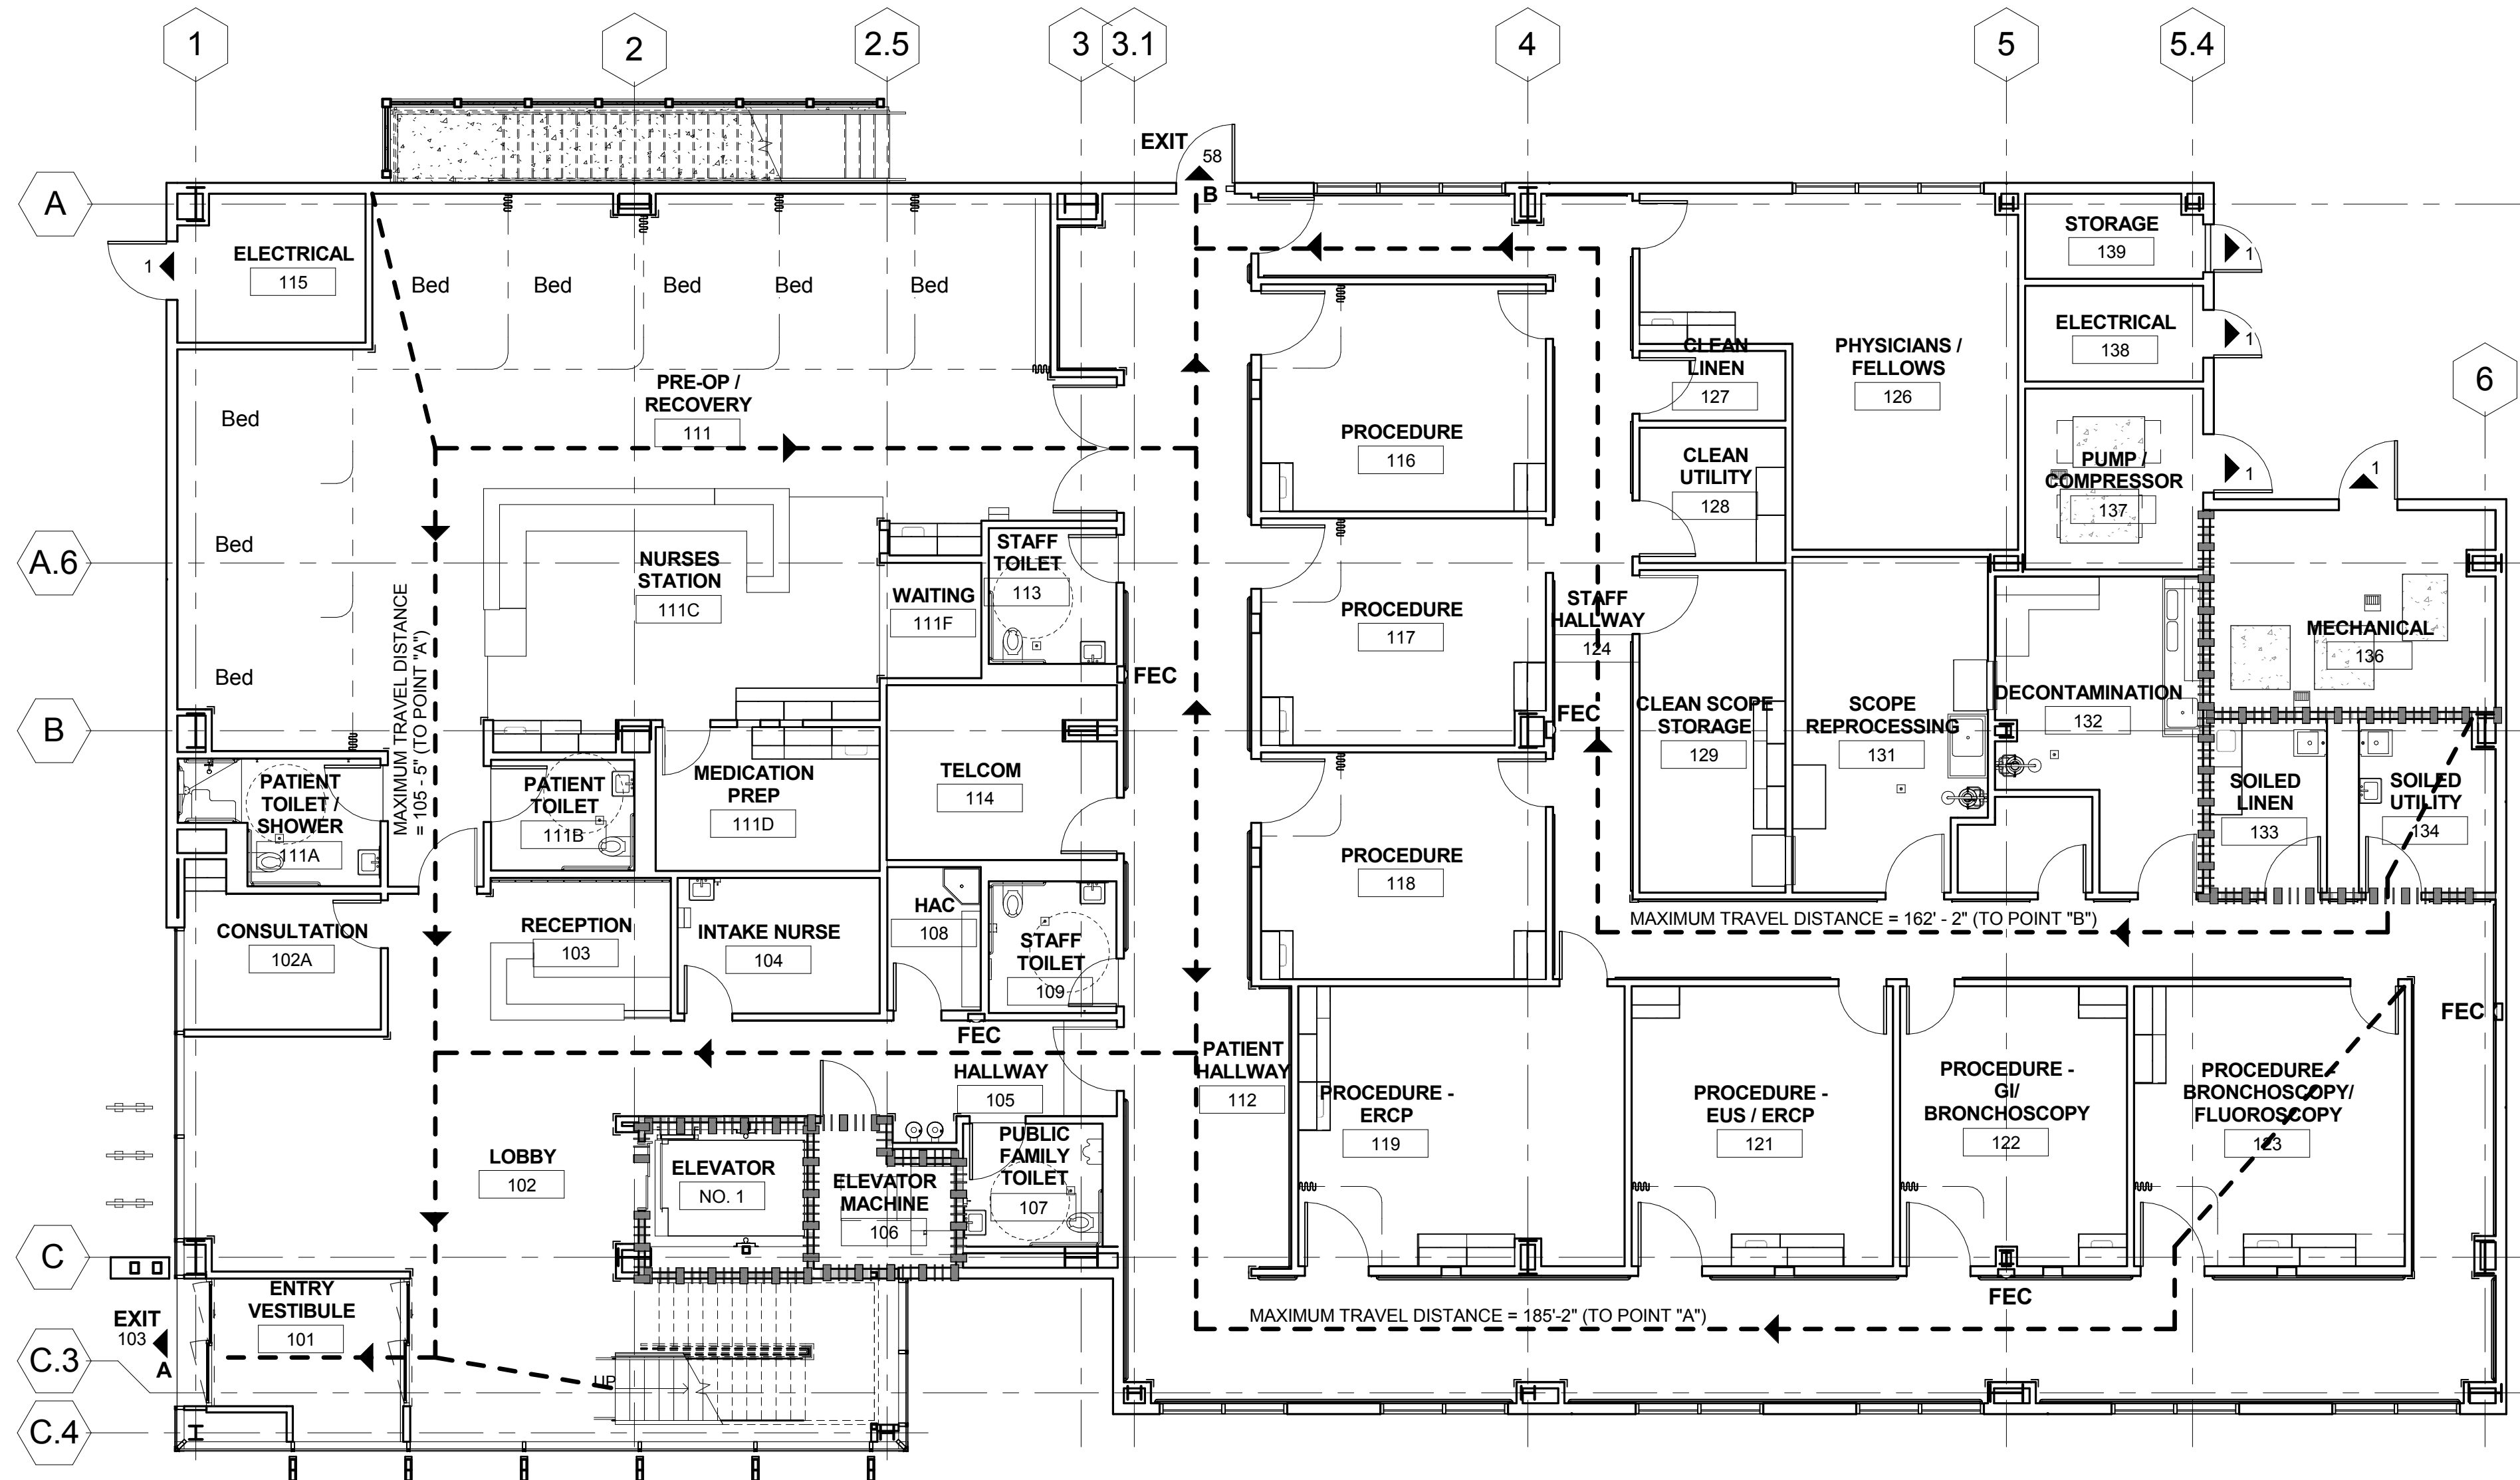 1
2
2.5
3
3.1
4
5
5.4
6
A
A.6
B
C
C.3
C.4
EXIT
58
B
ELECTRICAL
115
1
Bed
Bed
Bed
Bed
Bed
Bed
Bed
Bed
PRE-OP /
RECOVERY
111
NURSES
STATION
111C
WAITING
111F
STAFF
TOILET
113
FEC
MAXIMUM TRAVEL DISTANCE
= 105 - 5" (TO POINT "A")
PATIENT
TOILET /
SHOWER
111A
PATIENT
TOILET
111B
MEDICATION
PREP
111D
TELCOM
114
CONSULTATION
102A
RECEPTION
103
INTAKE NURSE
104
HAC
108
STAFF
TOILET
109
FEC
HALLWAY
105
PATIENT
HALLWAY
112
LOBBY
102
ELEVATOR
NO. 1
ELEVATOR
MACHINE
106
PUBLIC
FAMILY
TOILET
107
ENTRY
VESTIBULE
101
EXIT
103
A
UP
PROCEDURE
116
PROCEDURE
117
PROCEDURE
118
STAFF
HALLWAY
124
FEC
CLEAN
LINEN
127
CLEAN
UTILITY
128
PHYSICIANS /
FELLOWS
126
STORAGE
139
1
ELECTRICAL
138
1
PUMP /
COMPRESSOR
137
1
1
MECHANICAL
136
CLEAN SCOPE
STORAGE
129
SCOPE
REPROCESSING
131
DECONTAMINATION
132
SOILED
LINEN
133
SOILED
UTILITY
134
MAXIMUM TRAVEL DISTANCE = 162' - 2" (TO POINT "B")
FEC
PROCEDURE -
ERCP
119
PROCEDURE -
EUS / ERCP
121
PROCEDURE -
GI/
BRONCHOSCOPY
122
PROCEDURE -
BRONCHOSCOPY/
FLUOROSCOPY
123
FEC
MAXIMUM TRAVEL DISTANCE = 185'-2" (TO POINT "A")